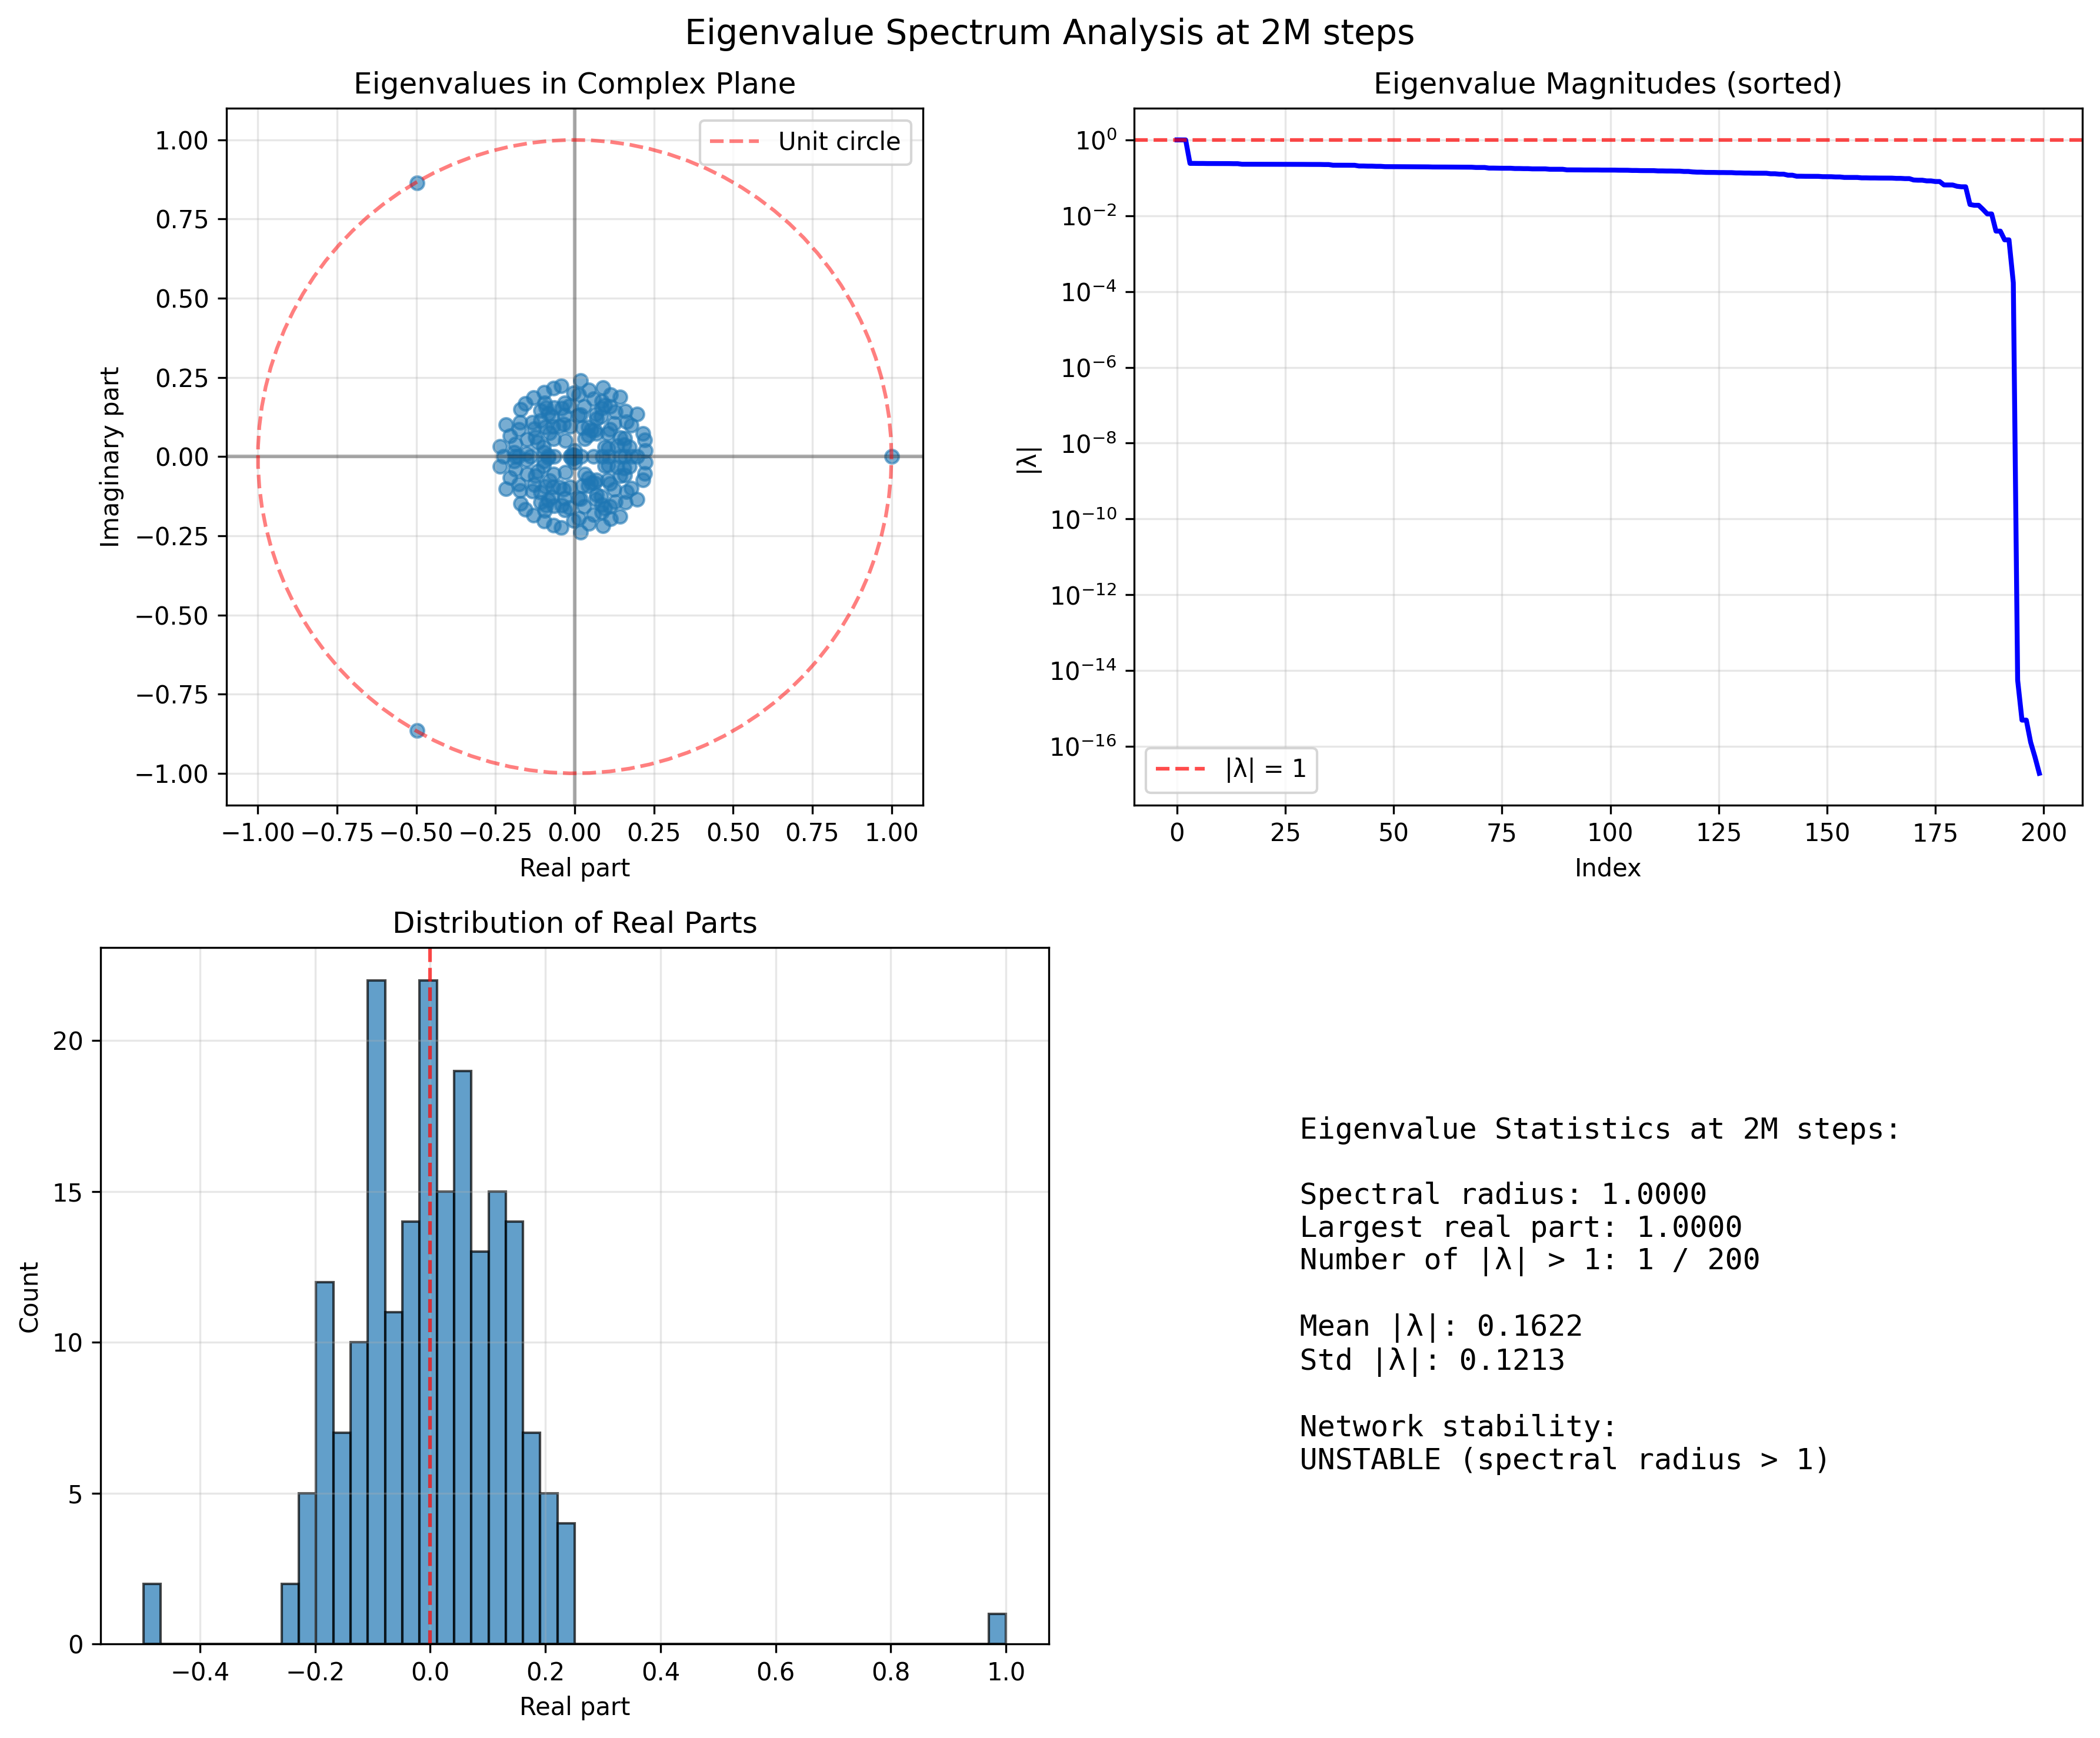 Eigenvalue Spectrum Analysis at 2M steps
Eigenvalues in Complex Plane
Unit circle
1.00
0.75
0.50
0.25
0.00
−0.25
−0.50
−0.75
−1.00
Imaginary part
−1.00 −0.75 −0.50 −0.25 0.00 0.25 0.50 0.75 1.00
Real part
Eigenvalue Magnitudes (sorted)
10⁰
10⁻²
10⁻⁴
10⁻⁶
10⁻⁸
10⁻¹⁰
10⁻¹²
10⁻¹⁴
10⁻¹⁶
|λ|
|λ| = 1
0 25 50 75 100 125 150 175 200
Index
Distribution of Real Parts
20
15
10
5
0
Count
−0.4 −0.2 0.0 0.2 0.4 0.6 0.8 1.0
Real part
Eigenvalue Statistics at 2M steps:
Spectral radius: 1.0000
Largest real part: 1.0000
Number of |λ| > 1: 1 / 200
Mean |λ|: 0.1622
Std |λ|: 0.1213
Network stability:
UNSTABLE (spectral radius > 1)